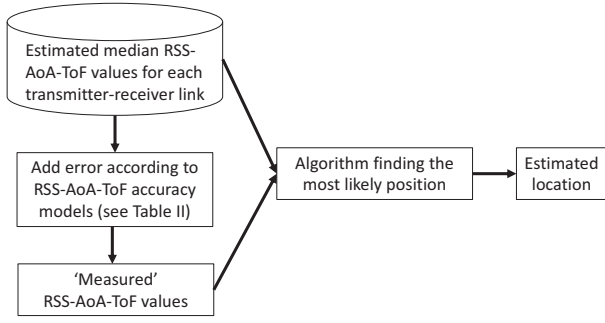 Estimated median RSS-
AoA-ToF values for each
transmitter-receiver link
Add error according to
RSS-AoA-ToF accuracy
models (see Table II)
‘Measured’
RSS-AoA-ToF values
Algorithm finding the
most likely position
Estimated
location